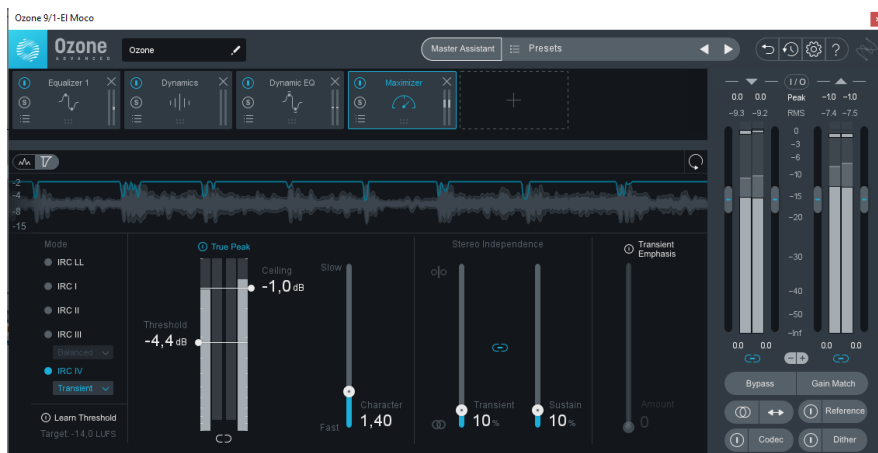 Ozone 9/1-El Moco
x
Ozone
ADVANCED
Ozone
Master Assistant
Presets
?
Equalizer 1
Dynamics
Dynamic EQ
Maximizer
S
S
S
S
+
I / O
0.0 0.0 Peak -1.0 -1.0
-9.3 -9.2 RMS -7.4 -7.5
0
-3
-6
-10
-15
-20
-30
-40
-50
-Inf
0.0 0.0 0.0 0.0
-2
-4
-8
-15
Mode
IRC LL
IRC I
IRC II
IRC III
Balanced
IRC IV
Transient
Learn Threshold
Target: -14,0 LUFS
True Peak
Threshold
-4,4 dB
Ceiling
-1,0 dB
Slow
Fast
Character
1,40
Stereo Independence
Transient
10%
Sustain
10%
Transient
Emphasis
Amount
0
Bypass
Gain Match
Reference
Codec
Dither